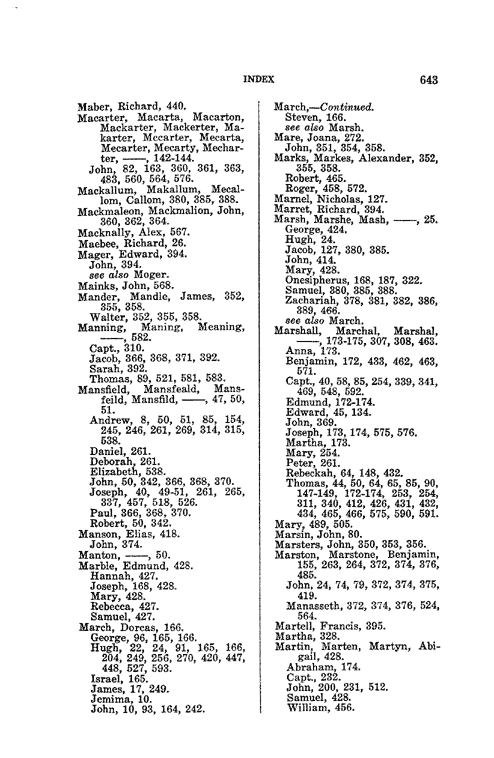 INDEX 643
Maber, Richard, 440.
Macarter, Macarta, Macarton,
Mackarter, Mackerter, Ma-
karter, Mccarter, Mecarta,
Mecarter, Mecarty, Mechar-
ter, ——, 142-144.
John, 82, 163, 360, 361, 363,
483, 560, 564, 576.
Mackallum, Makallum, Mecal-
lom, Callom, 380, 385, 388.
Mackmaleon, Mackmalion, John,
360, 362, 364.
Macknally, Alex, 567.
Macbee, Richard, 26.
Mager, Edward, 394.
John, 394.
see also Moger.
Mainks, John, 568.
Mander, Mandle, James, 352,
355, 358.
Walter, 352, 355, 358.
Manning, Maning, Meaning,
——, 582.
Capt., 310.
Jacob, 366, 368, 371, 392.
Sarah, 392.
Thomas, 89, 521, 581, 583.
Mansfield, Mansfeald, Mans-
feild, Mansfild, ——, 47, 50,
51.
Andrew, 8, 50, 51, 85, 154,
245, 246, 261, 269, 314, 315,
538.
Daniel, 261.
Deborah, 261.
Elizabeth, 538.
John, 50, 342, 366, 368, 370.
Joseph, 40, 49-51, 261, 265,
337, 457, 518, 526.
Paul, 366, 368, 370.
Robert, 50, 342.
Manson, Elias, 418.
John, 374.
Manton, ——, 50.
Marble, Edmund, 428.
Hannah, 427.
Joseph, 168, 428.
Mary, 428.
Rebecca, 427.
Samuel, 427.
March, Dorcas, 166.
George, 96, 165, 166.
Hugh, 22, 24, 91, 165, 166,
204, 249, 256, 270, 420, 447,
448, 527, 593.
Israel, 165.
James, 17, 249.
Jemima, 10.
John, 10, 93, 164, 242.
March,—Continued.
Steven, 166.
see also Marsh.
Mare, Joana, 272.
John, 351, 354, 358.
Marks, Markes, Alexander, 352,
355, 358.
Robert, 465.
Roger, 458, 572.
Marnel, Nicholas, 127.
Marret, Richard, 394.
Marsh, Marshe, Mash, ——, 25.
George, 424.
Hugh, 24.
Jacob, 127, 380, 385.
John, 414.
Mary, 428.
Onesipherus, 168, 187, 322.
Samuel, 380, 385, 388.
Zachariah, 378, 381, 382, 386,
389, 466.
see also March.
Marshall, Marchal, Marshal,
——, 173-175, 307, 308, 463.
Anna, 173.
Benjamin, 172, 433, 462, 463,
571.
Capt., 40, 58, 85, 254, 339, 341,
469, 548, 592.
Edmund, 172-174.
Edward, 45, 134.
John, 369.
Joseph, 173, 174, 575, 576.
Martha, 173.
Mary, 254.
Peter, 261.
Rebeckah, 64, 148, 432.
Thomas, 44, 50, 64, 65, 85, 90,
147-149, 172-174, 253, 254,
311, 340, 412, 426, 431, 432,
434, 465, 466, 575, 590, 591.
Mary, 489, 505.
Marsin, John, 80.
Marsters, John, 350, 353, 356.
Marston, Marstone, Benjamin,
155, 263, 264, 372, 374, 376,
485.
John, 24, 74, 79, 372, 374, 375,
419.
Manasseth, 372, 374, 376, 524,
564.
Martell, Francis, 395.
Martha, 328.
Martin, Marten, Martyn, Abi-
gail, 428.
Abraham, 174.
Capt., 232.
John, 200, 231, 512.
Samuel, 428.
William, 456.